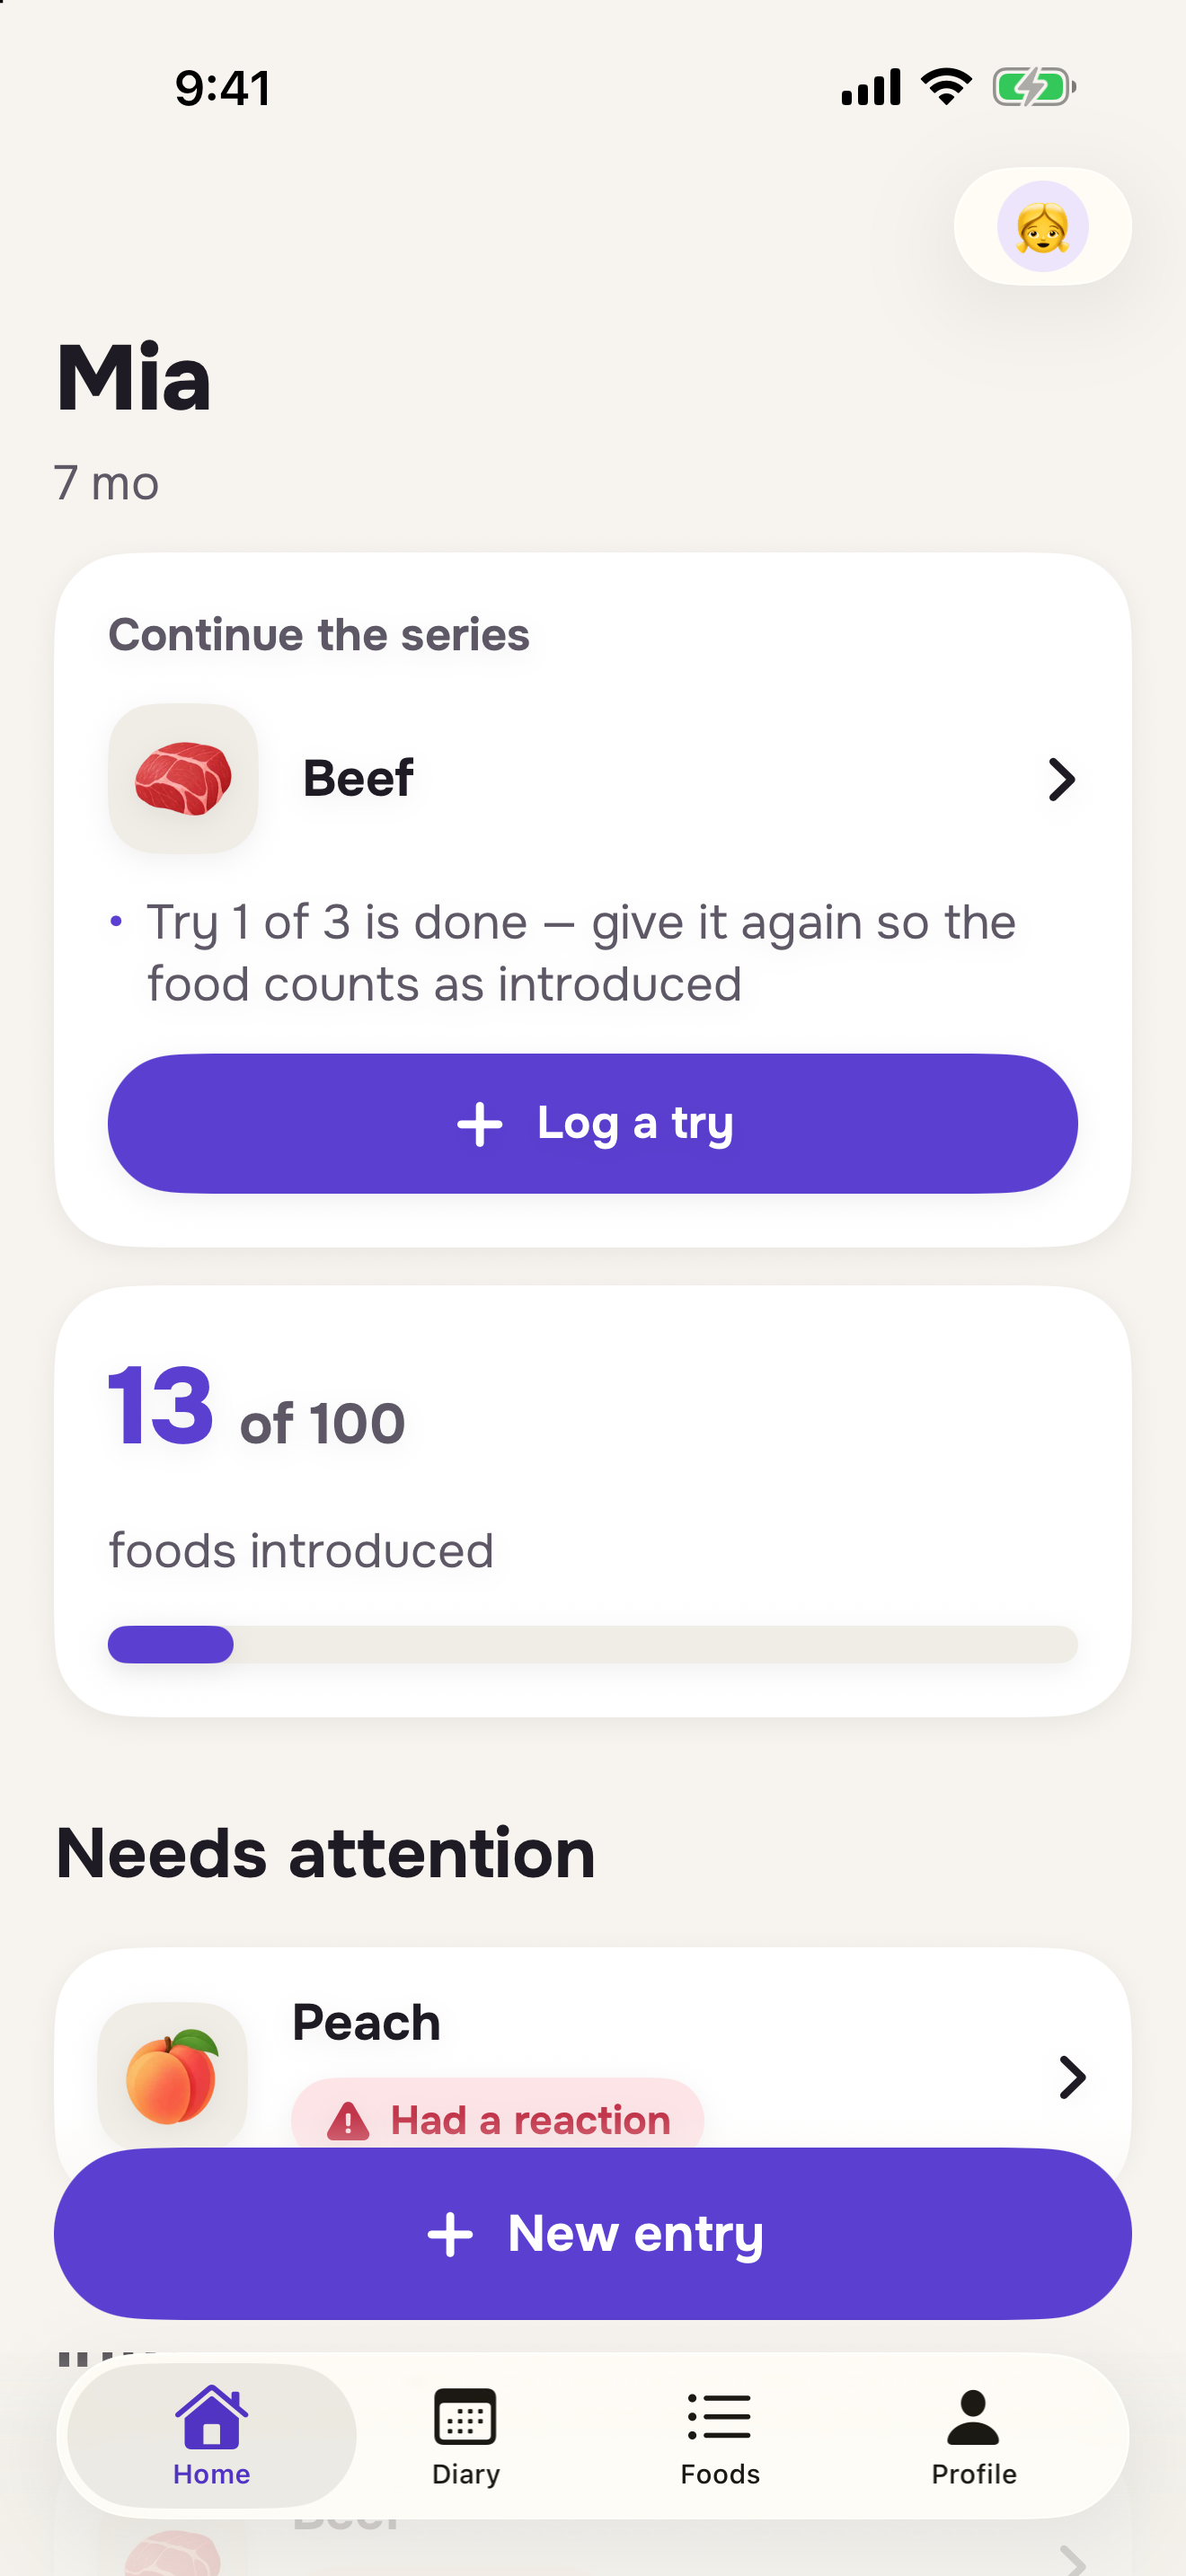 9:41
Mia
7 mo
Continue the series
Beef
• Try 1 of 3 is done — give it again so the
food counts as introduced
+ Log a try
13 of 100
foods introduced
Needs attention
Peach
Had a reaction
+ New entry
Home
Diary
Foods
Profile
Beef